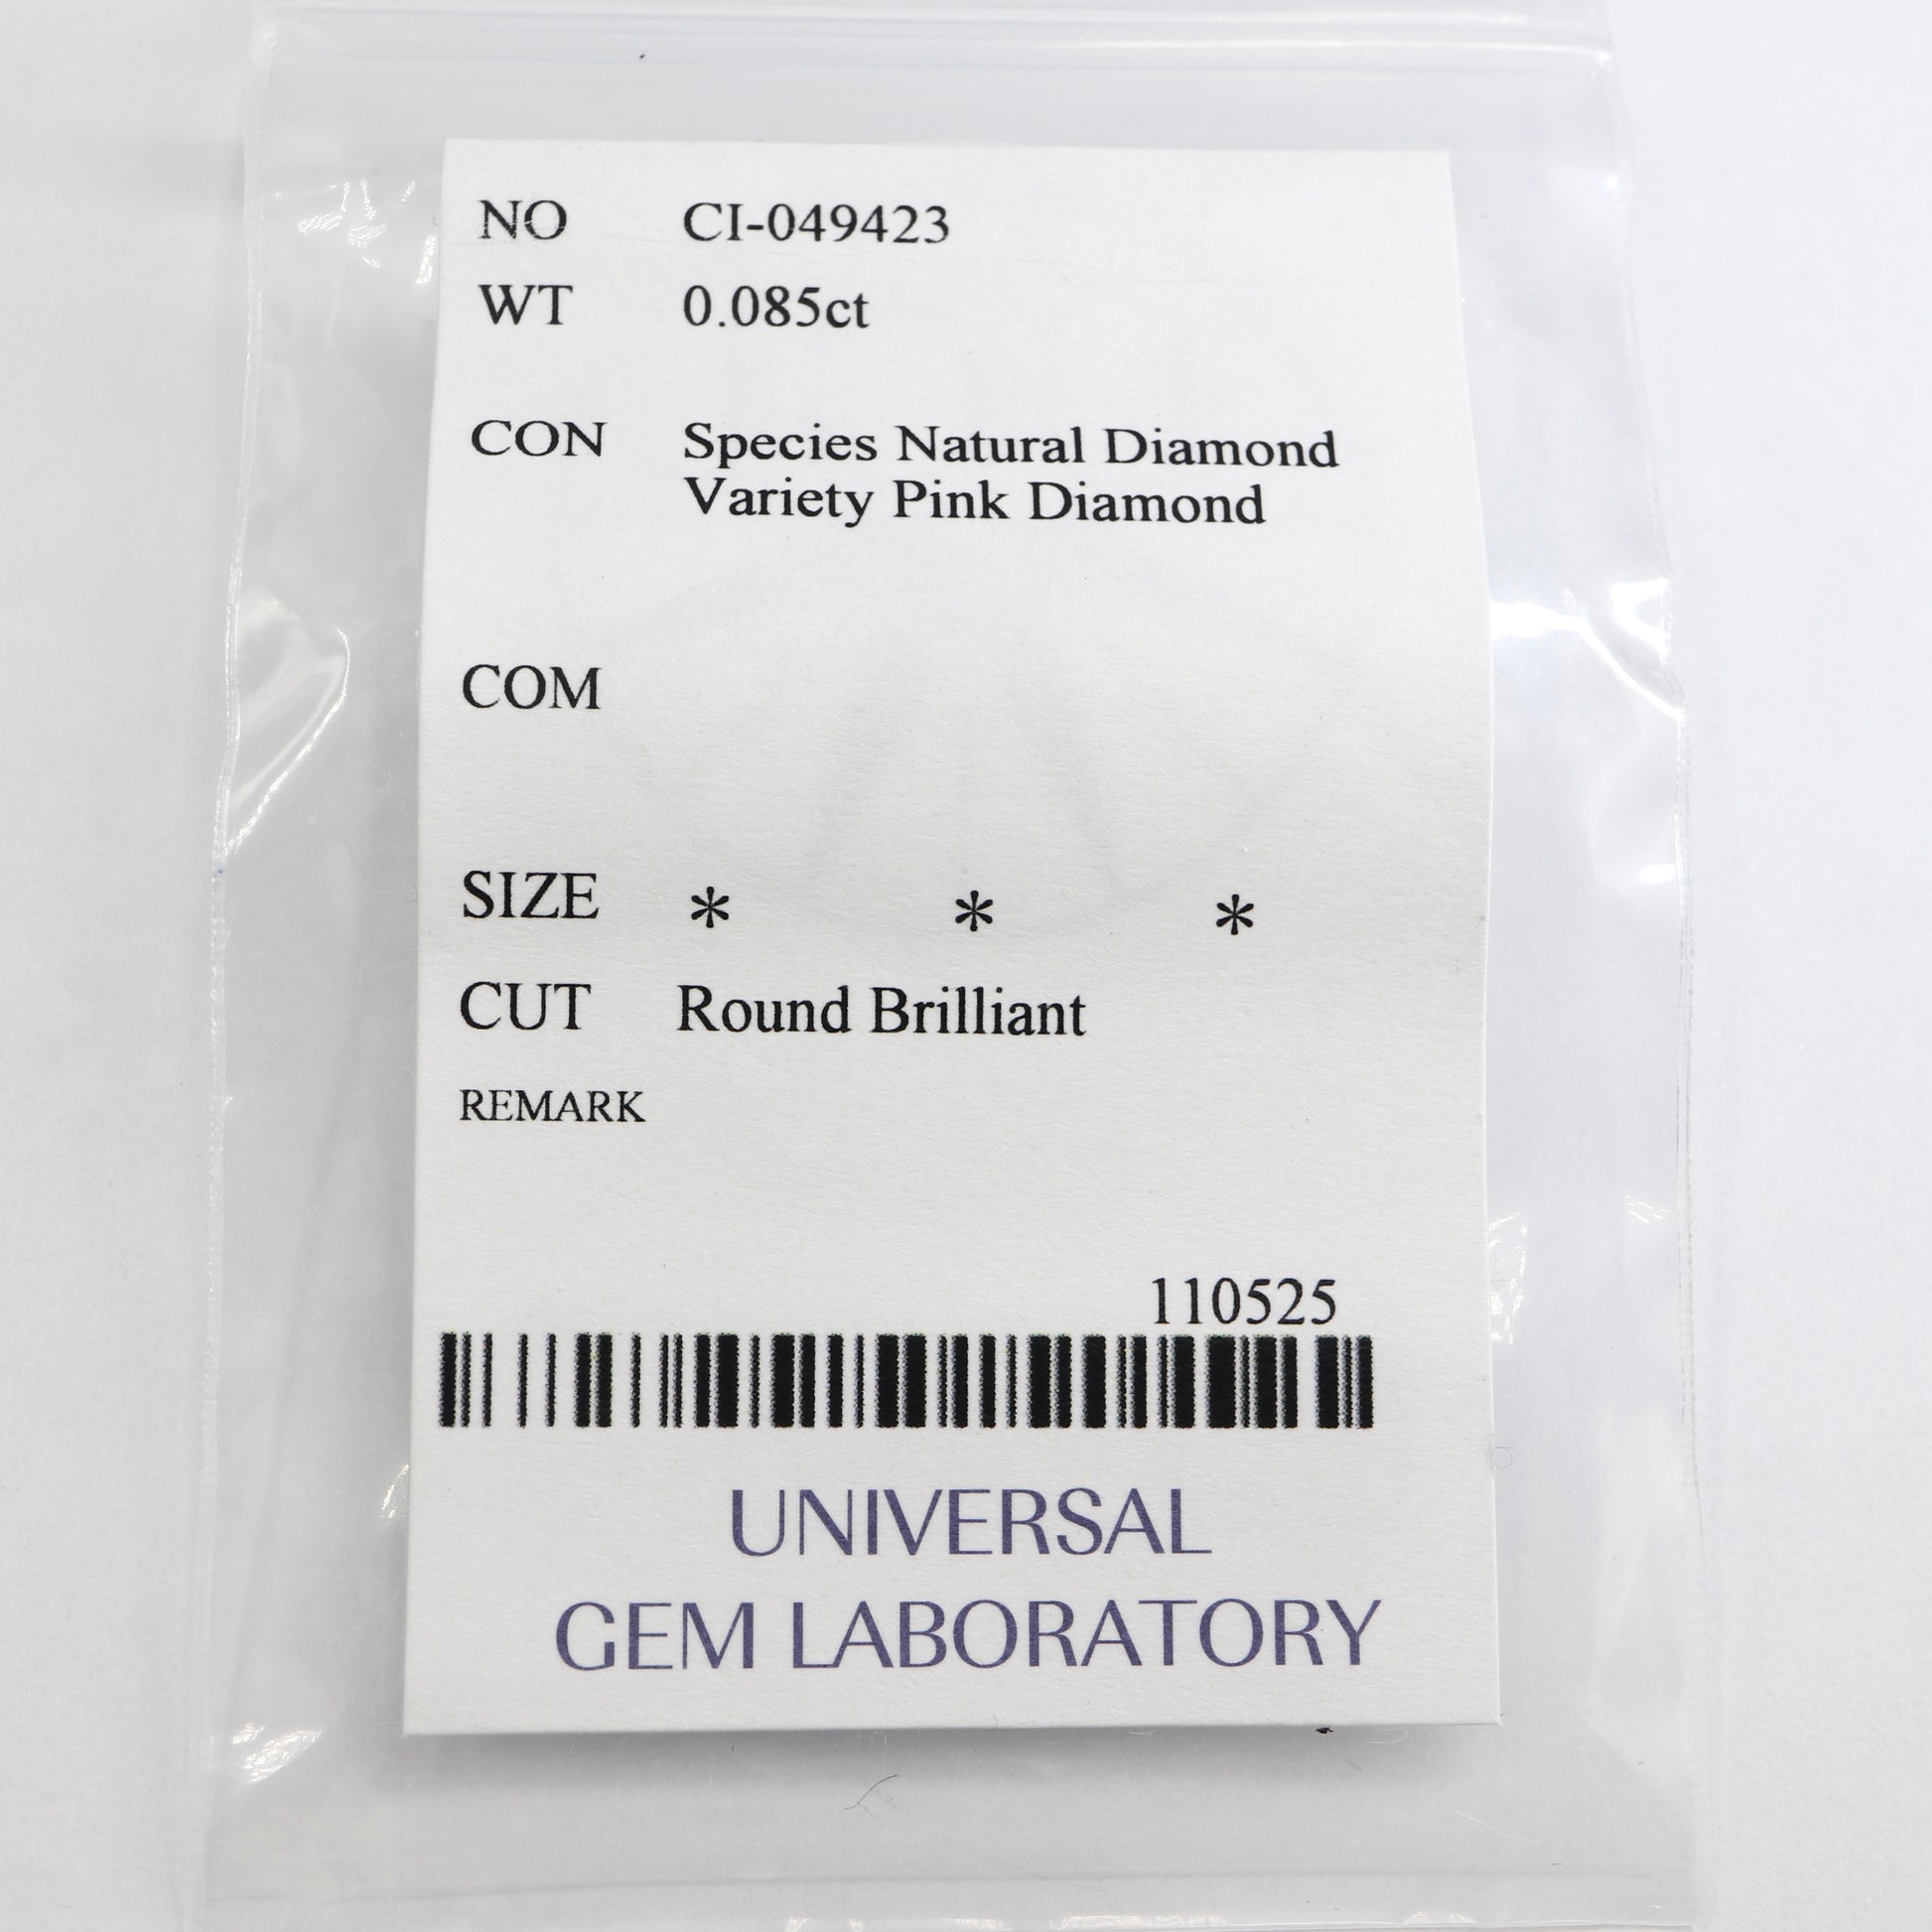 NO CI-049423
WT 0.085ct
CON Species Natural Diamond
Variety Pink Diamond
COM
SIZE * * *
CUT Round Brilliant
REMARK
110525
UNIVERSAL
GEM LABORATORY